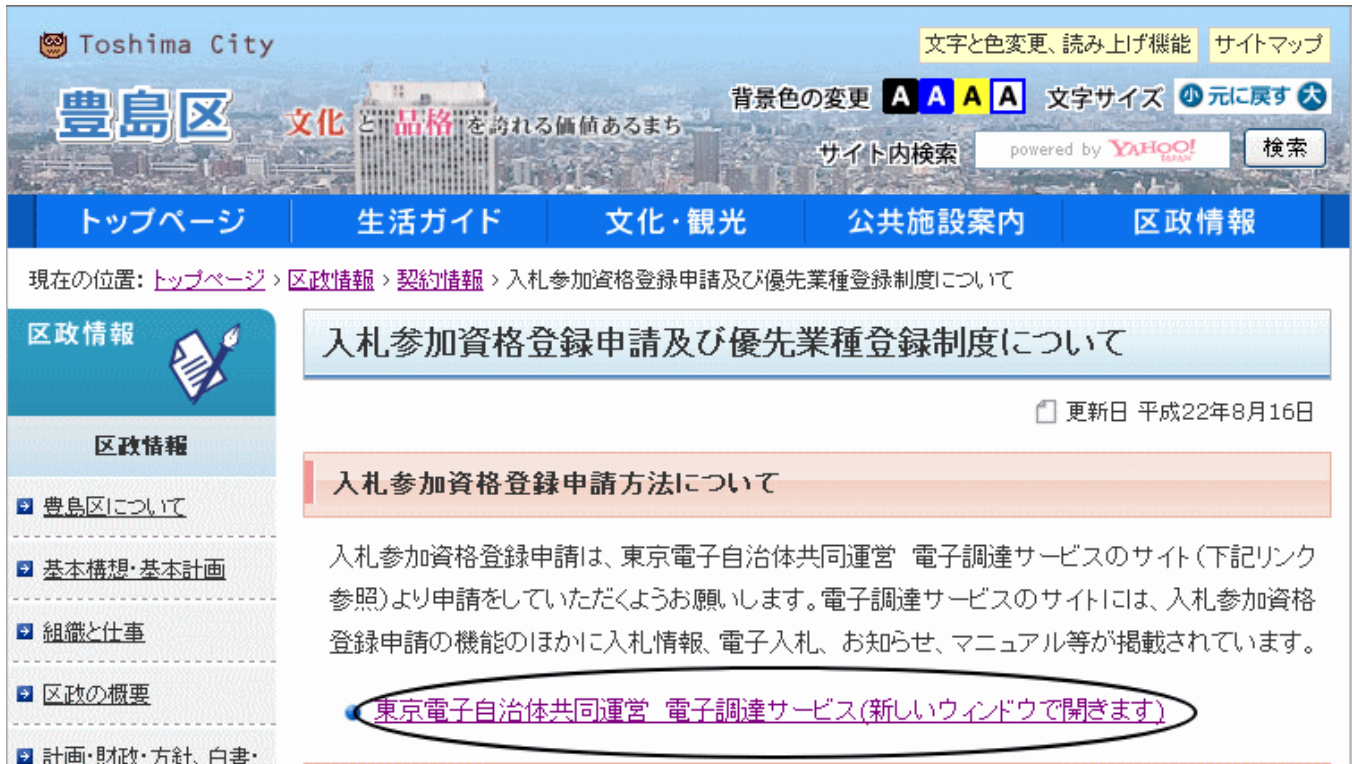 Toshima City
文字と色変更、読み上げ機能 サイトマップ
豊島区 文化と品格を誇れる価値あるまち
背景色の変更 A A A A 文字サイズ 小 元に戻す 大
サイト内検索 powered by YAHOO! JAPAN 検索
トップページ 生活ガイド 文化・観光 公共施設案内 区政情報
現在の位置: トップページ > 区政情報 > 契約情報 > 入札参加資格登録申請及び優先業種登録制度について
区政情報
入札参加資格登録申請及び優先業種登録制度について
更新日 平成22年8月16日
区政情報
豊島区について
基本構想・基本計画
組織と仕事
区政の概要
計画・財政・方針、白書・
入札参加資格登録申請方法について
入札参加資格登録申請は、東京電子自治体共同運営 電子調達サービスのサイト(下記リンク
参照)より申請をしていただくようお願いします。電子調達サービスのサイトには、入札参加資格
登録申請の機能のほかに入札情報、電子入札、お知らせ、マニュアル等が掲載されています。
東京電子自治体共同運営 電子調達サービス(新しいウィンドウで開きます)